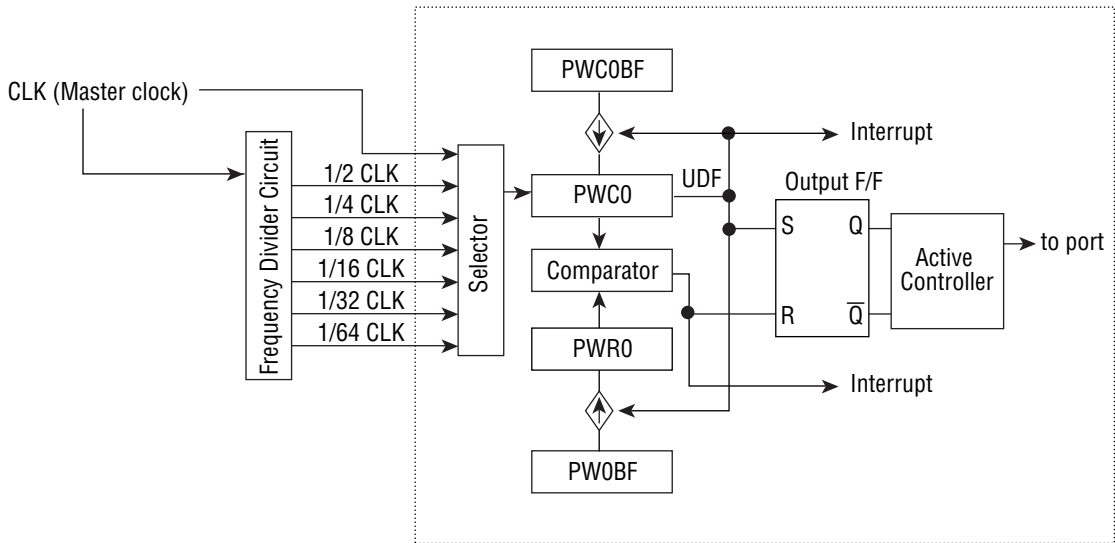 PWC0BF
CLK (Master clock)
Interrupt
Frequency Divider Circuit
1/2 CLK
1/4 CLK
1/8 CLK
1/16 CLK
1/32 CLK
1/64 CLK
Selector
PWC0
UDF
Output F/F
S Q
R Q̅
Active
Controller
to port
Comparator
PWR0
Interrupt
PW0BF